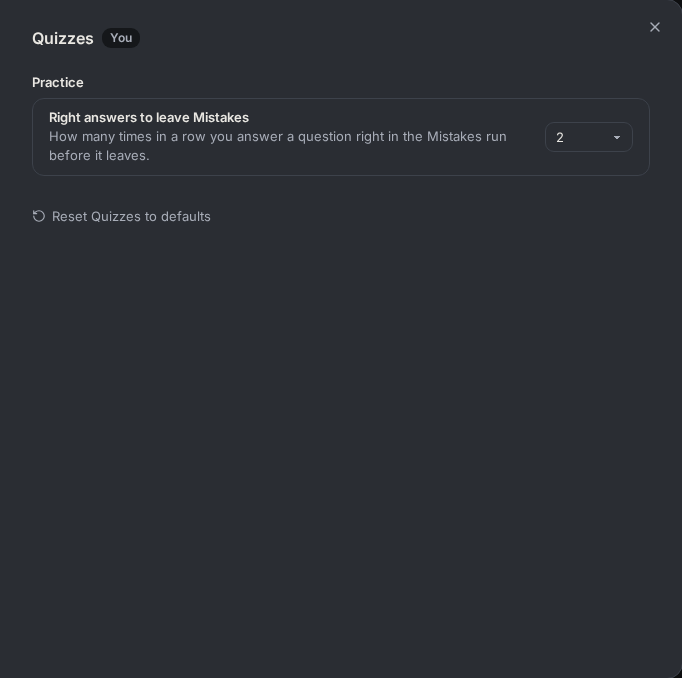 Quizzes You
Practice
Right answers to leave Mistakes
How many times in a row you answer a question right in the Mistakes run
before it leaves.
2
Reset Quizzes to defaults